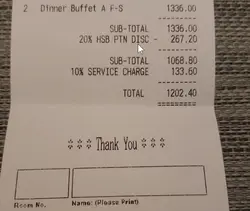 2 Dinner Buffet A F-S 1336.00
SUB-TOTAL 1336.00
20% HSB PTN DISC - 267.20
SUB-TOTAL 1068.80
10% SERVICE CHARGE 133.60
TOTAL 1202.40
Thank You
Room No. Name: (Please Print)